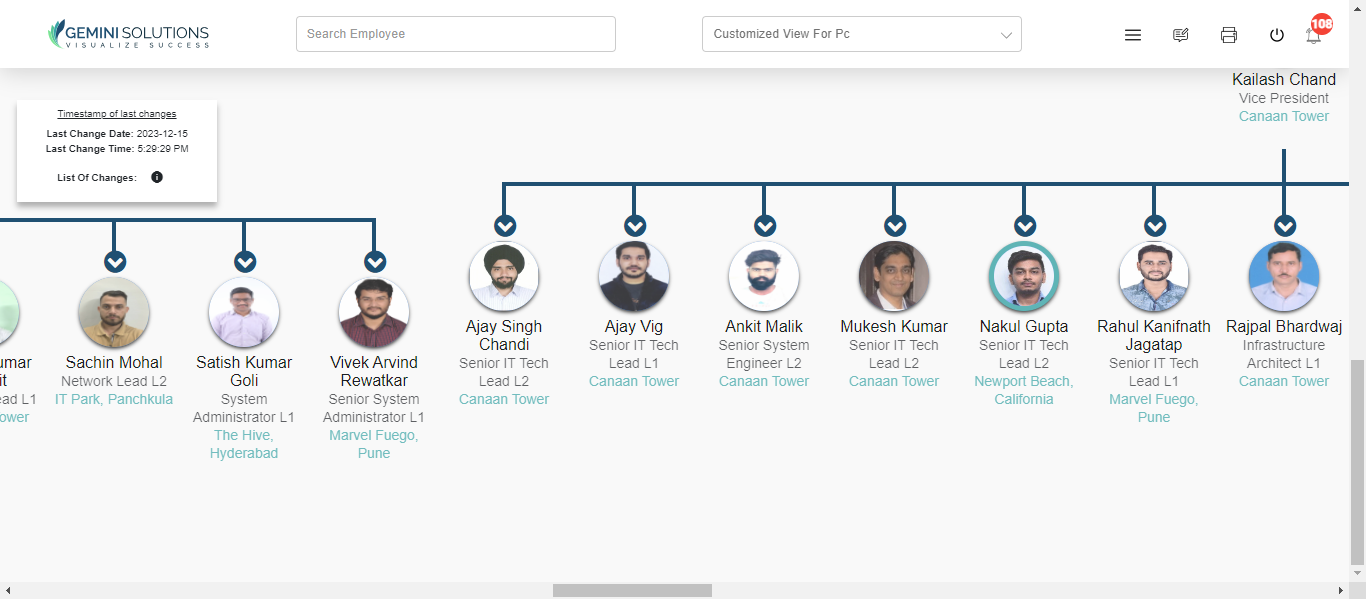 GEMINI SOLUTIONS
VISUALIZE SUCCESS
Search Employee
Customized View For Pc
108
Kailash Chand
Vice President
Canaan Tower
Timestamp of last changes
Last Change Date: 2023-12-15
Last Change Time: 5:29:29 PM
List Of Changes:
umar
it
ead L1
ower
Sachin Mohal
Network Lead L2
IT Park, Panchkula
Satish Kumar
Goli
System
Administrator L1
The Hive,
Hyderabad
Vivek Arvind
Rewatkar
Senior System
Administrator L1
Marvel Fuego,
Pune
Ajay Singh
Chandi
Senior IT Tech
Lead L2
Canaan Tower
Ajay Vig
Senior IT Tech
Lead L1
Canaan Tower
Ankit Malik
Senior System
Engineer L2
Canaan Tower
Mukesh Kumar
Senior IT Tech
Lead L2
Canaan Tower
Nakul Gupta
Senior IT Tech
Lead L2
Newport Beach,
California
Rahul Kanifnath
Jagatap
Senior IT Tech
Lead L1
Marvel Fuego,
Pune
Rajpal Bhardwaj
Infrastructure
Architect L1
Canaan Tower